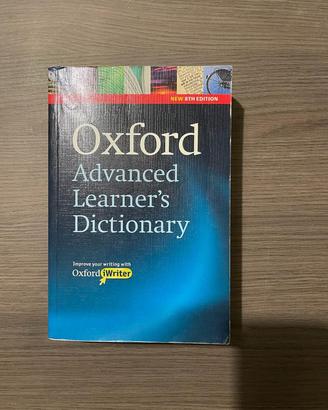 NEW 8TH EDITION
Oxford
Advanced
Learner's
Dictionary
Improve your writing with
Oxford iWriter